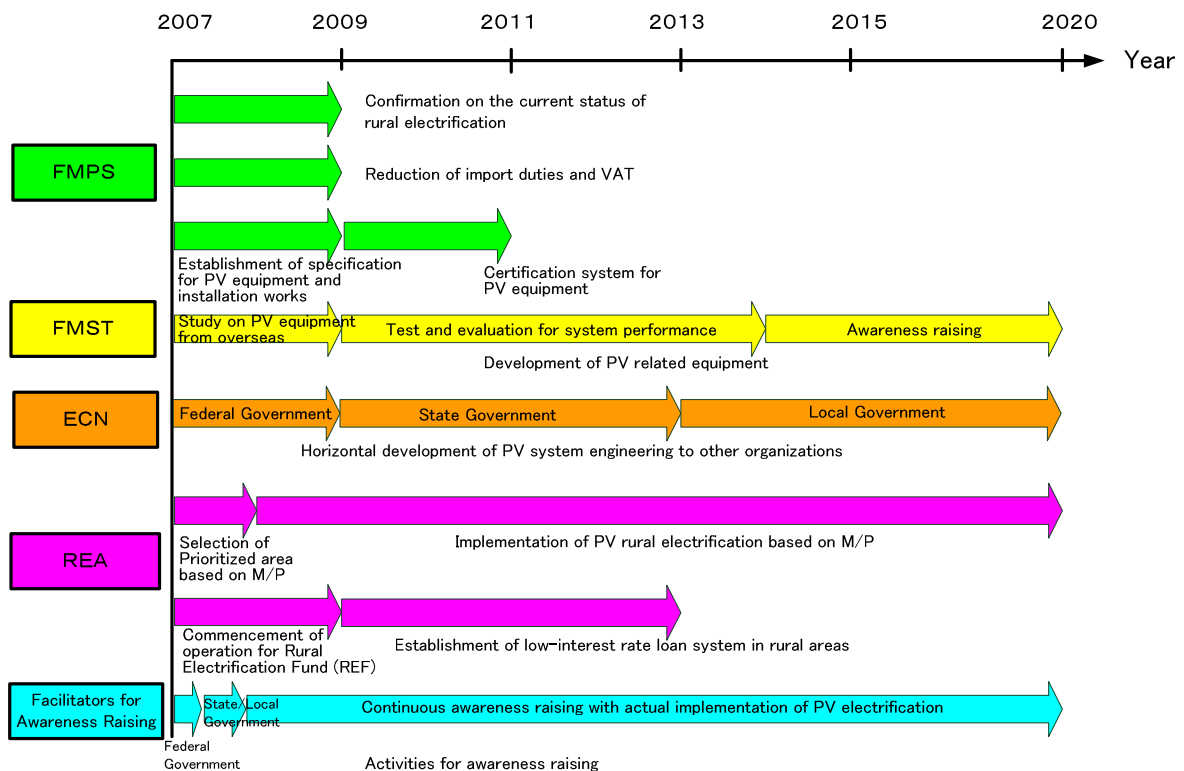 2007 2009 2011 2013 2015 2020
Year
Confirmation on the current status of
rural electrification
FMPS
Reduction of import duties and VAT
Establishment of specification
for PV equipment and
installation works
Certification system for
PV equipment
FMST
Study on PV equipment
from overseas
Test and evaluation for system performance
Awareness raising
Development of PV related equipment
ECN
Federal Government
State Government
Local Government
Horizontal development of PV system engineering to other organizations
REA
Selection of
Prioritized area
based on M/P
Implementation of PV rural electrification based on M/P
Commencement of
operation for Rural
Electrification Fund (REF)
Establishment of low-interest rate loan system in rural areas
Facilitators for
Awareness Raising
State/Local
Government
Continuous awareness raising with actual implementation of PV electrification
Federal
Government
Activities for awareness raising